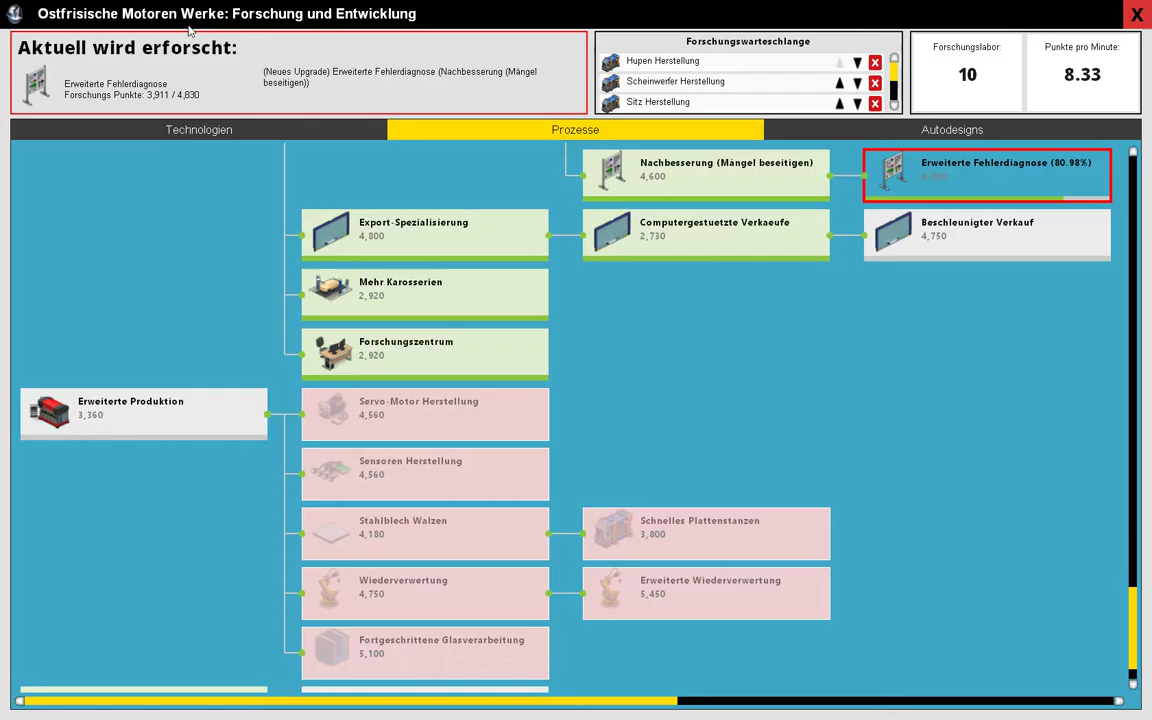 Ostfrisische Motoren Werke: Forschung und Entwicklung
X
Aktuell wird erforscht:
Erweiterte Fehlerdiagnose
Forschungs Punkte: 3,911 / 4,830
(Neues Upgrade) Erweiterte Fehlerdiagnose (Nachbesserung (Mängel
beseitigen))
Forschungswarteschlange
Hupen Herstellung
Scheinwerfer Herstellung
Sitz Herstellung
Forschungslabor:
10
Punkte pro Minute:
8.33
Technologien
Prozesse
Autodesigns
Nachbesserung (Mängel beseitigen)
4,600
Erweiterte Fehlerdiagnose (80.98%)
Export-Spezialisierung
4,800
Computergestuetzte Verkaeufe
2,730
Beschleunigter Verkauf
4,750
Mehr Karosserien
2,920
Forschungszentrum
2,920
Erweiterte Produktion
3,360
Servo-Motor Herstellung
4,560
Sensoren Herstellung
4,560
Stahlblech Walzen
4,180
Schnelles Plattenstanzen
3,800
Wiederverwertung
4,750
Erweiterte Wiederverwertung
5,450
Fortgeschrittene Glasverarbeitung
5,100